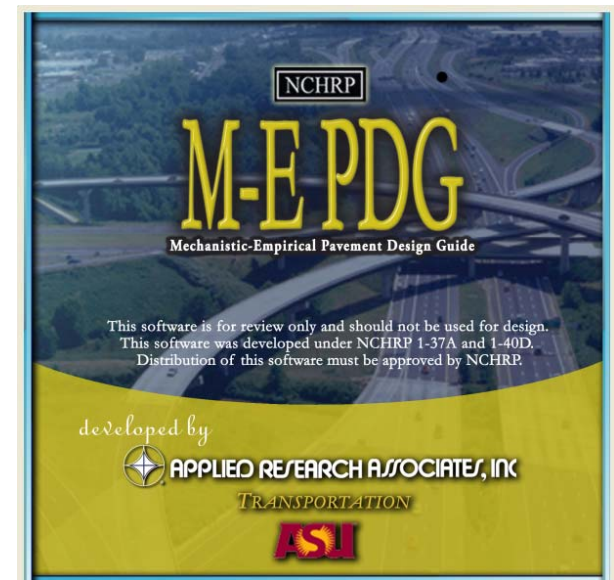 NCHRP
M-E PDG
Mechanistic-Empirical Pavement Design Guide
This software is for review only and should not be used for design.
This software was developed under NCHRP 1-37A and 1-40D.
Distribution of this software must be approved by NCHRP.
developed by
APPLIED RESEARCH ASSOCIATES, INC
TRANSPORTATION
ASU